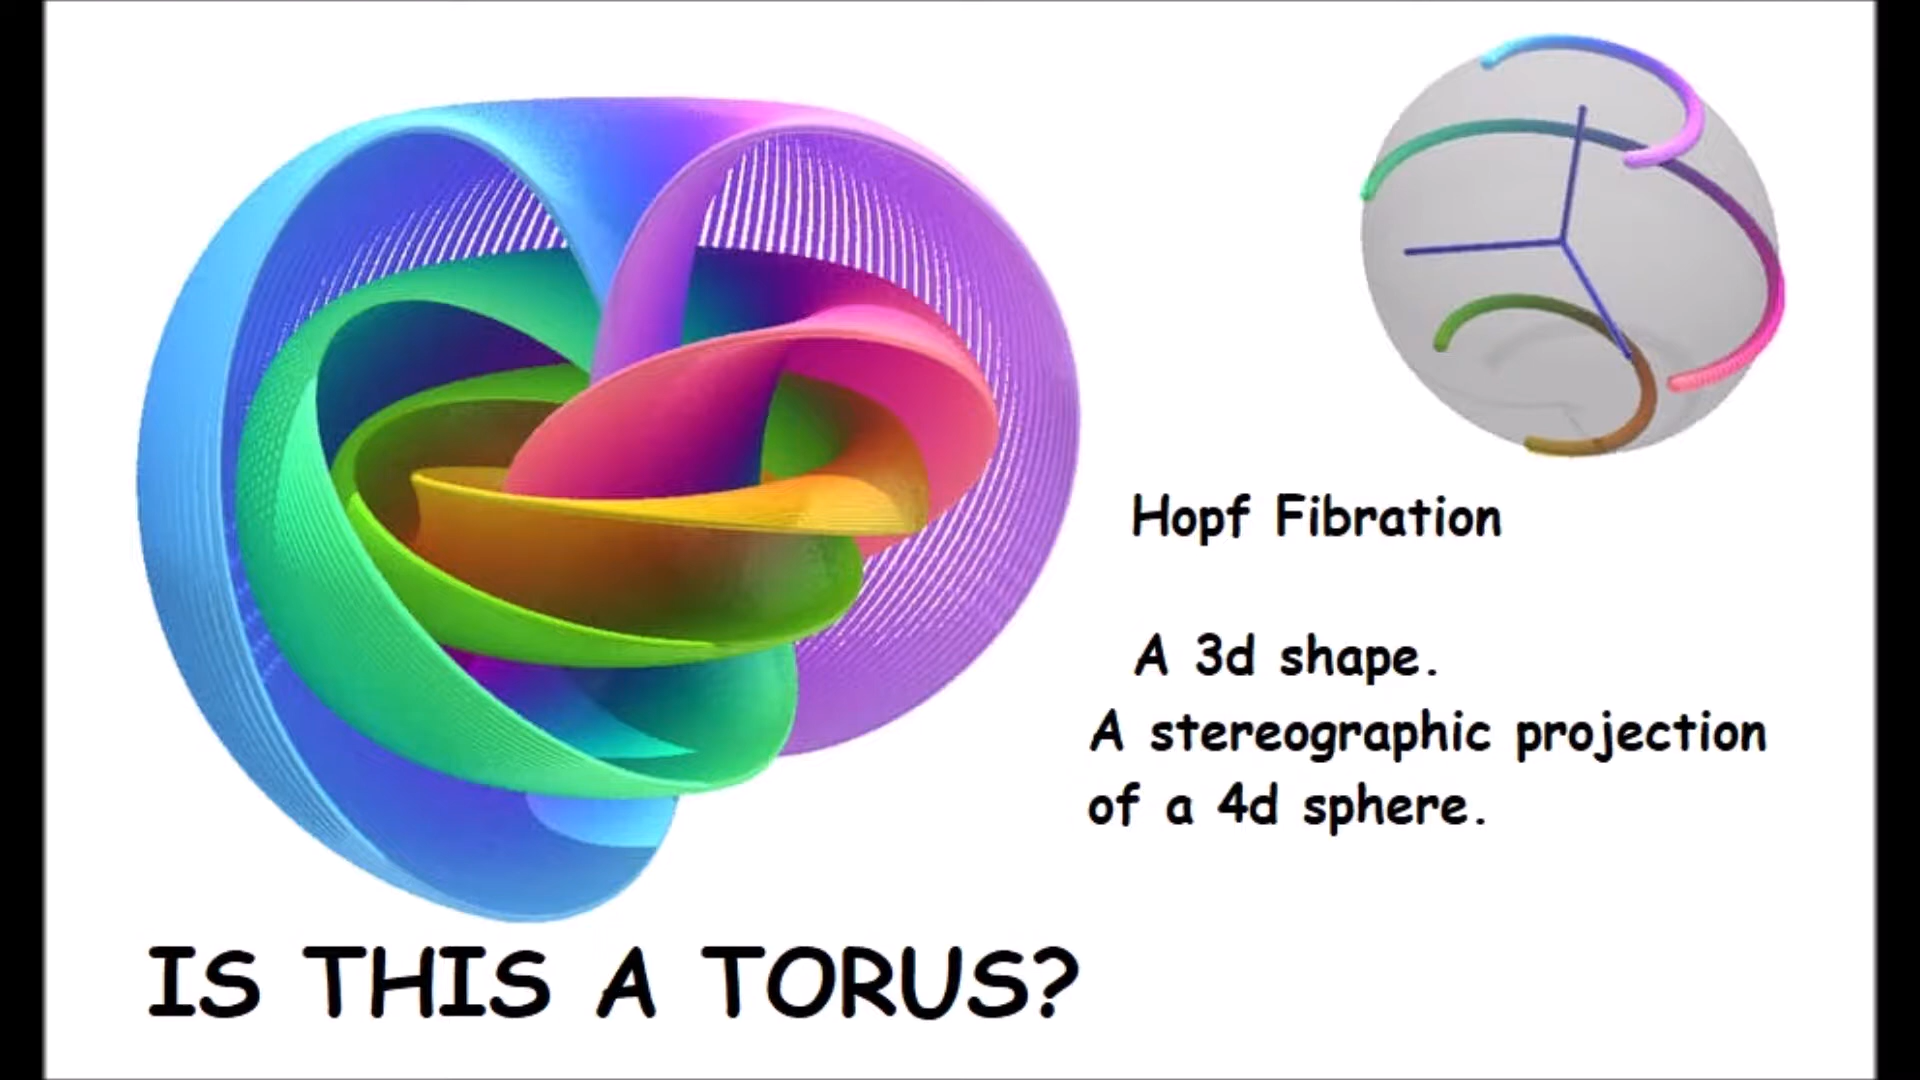 Hopf Fibration
A 3d shape.
A stereographic projection
of a 4d sphere.
IS THIS A TORUS?